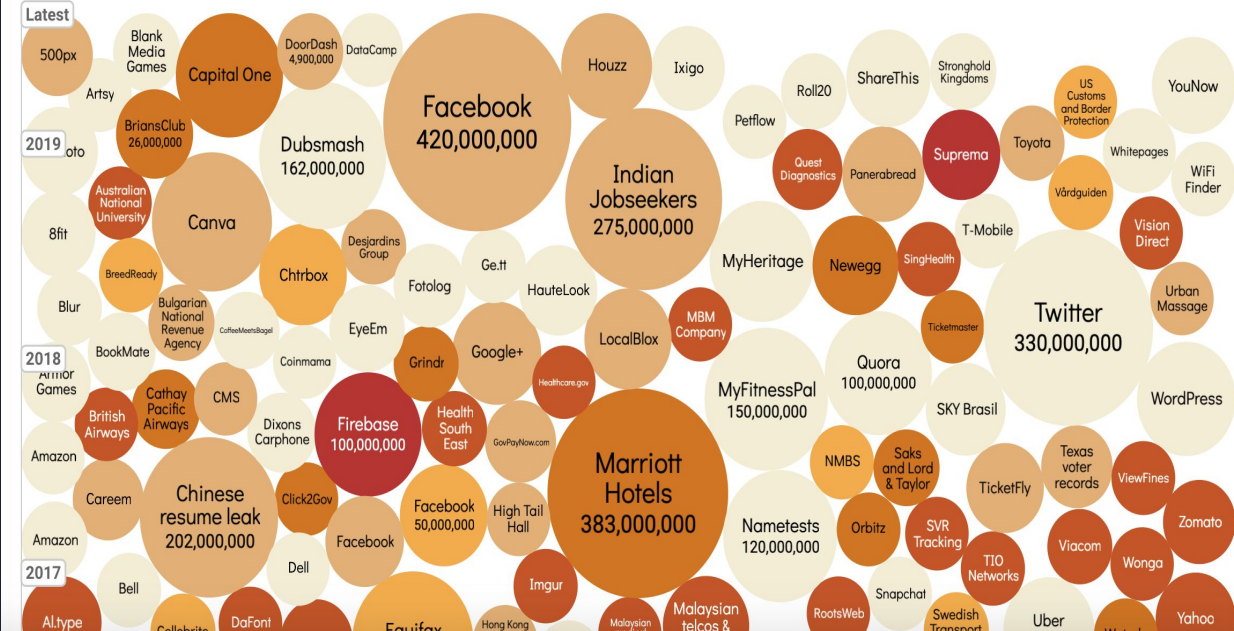 Latest
500px
Blank
Media
Games
Artsy
Capital One
DoorDash
4,900,000
DataCamp
Facebook
420,000,000
Houzz
Ixigo
Roll20
ShareThis
Stronghold
Kingdoms
US
Customs
and Border
Protection
YouNow
BriansClub
26,000,000
2019
oto
Dubsmash
162,000,000
Petflow
Quest
Diagnostics
Panerabread
Suprema
Toyota
Whitepages
WiFi
Finder
Australian
National
University
Canva
Indian
Jobseekers
275,000,000
Vårdguiden
8fit
Desjardins
Group
T-Mobile
Vision
Direct
BreedReady
Chtrbox
Fotolog
Ge.tt
HauteLook
MyHeritage
Newegg
SingHealth
Urban
Massage
Blur
Bulgarian
National
Revenue
Agency
CoffeeMeetsBagel
EyeEm
MBM
Company
Ticketmaster
Twitter
330,000,000
BookMate
Coinmama
Grindr
Google+
LocalBlox
2018
Armor
Games
Cathay
Pacific
Airways
CMS
Healthcare.gov
MyFitnessPal
150,000,000
Quora
100,000,000
SKY Brasil
WordPress
British
Airways
Dixons
Carphone
Firebase
100,000,000
Health
South
East
GovPayNow.com
Amazon
Marriott
Hotels
383,000,000
NMBS
Saks
and Lord
& Taylor
TicketFly
Texas
voter
records
ViewFines
Careem
Chinese
resume leak
202,000,000
Click2Gov
Facebook
50,000,000
High Tail
Hall
Nametests
120,000,000
Orbitz
SVR
Tracking
Zomato
Amazon
Facebook
Viacom
Wonga
TIO
Networks
2017
Bell
Dell
Imgur
Snapchat
AI.type
DaFont
Equifax
Hong Kong
Malaysian
Malaysian
telcos &
RootsWeb
Swedish
Transport
Uber
Yahoo